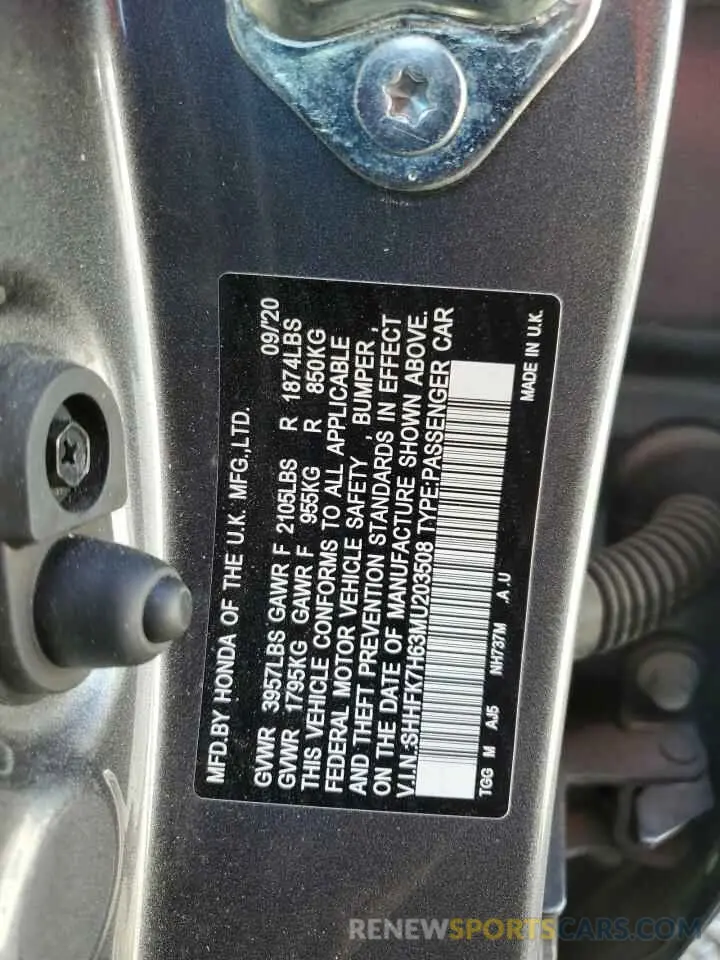 MFD.BY HONDA OF THE U.K. MFG.,LTD. 09/'20
GVWR 3957LBS GAWR F 2105LBS R 1874LBS
GVWR 1795KG GAWR F 955KG R 850KG
THIS VEHICLE CONFORMS TO ALL APPLICABLE
FEDERAL MOTOR VEHICLE SAFETY , BUMPER ,
AND THEFT PREVENTION STANDARDS IN EFFECT
ON THE DATE OF MANUFACTURE SHOWN ABOVE.
V.I.N.:SHHFK7H63MU203508 TYPE:PASSENGER CAR
TGG M AJ5 NH737M .A .U MADE IN U.K.
RENEWSPORTSCARS.COM